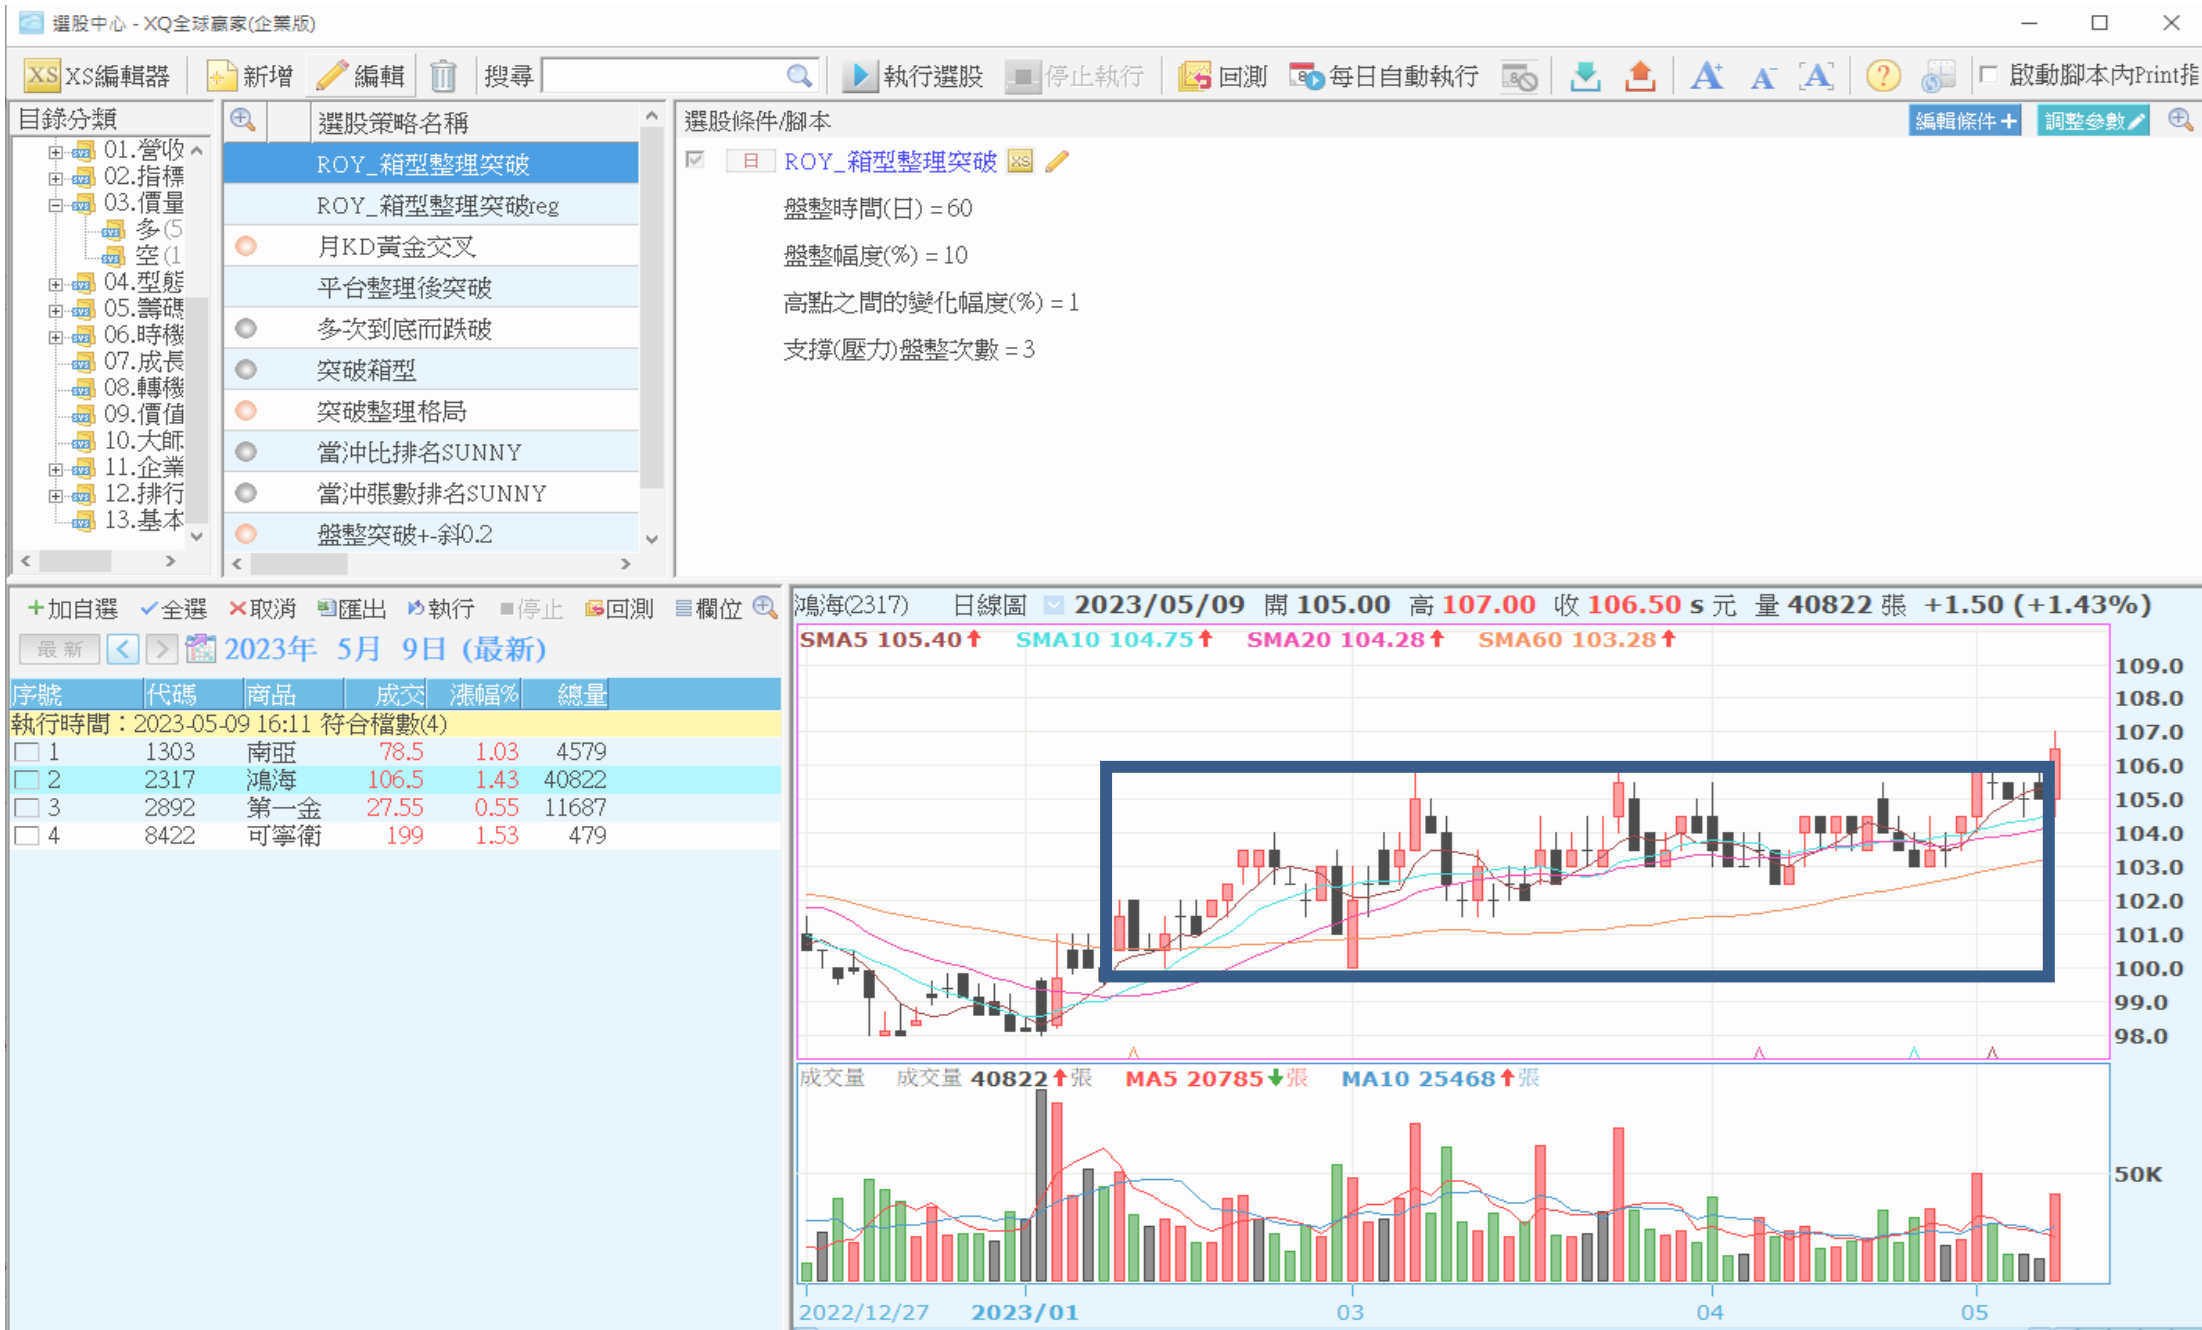 選股中心 - XQ全球贏家(企業版)
XS XS編輯器 新增 編輯 搜尋 執行選股 停止執行 回測 每日自動執行 A+ A- [A] ? 啟動腳本內Print指
目錄分類
01.營收
02.指標
03.價量
多(5
空(1
04.型態
05.籌碼
06.時機
07.成長
08.轉機
09.價值
10.大師
11.企業
12.排行
13.基本
選股策略名稱
ROY_箱型整理突破
ROY_箱型整理突破reg
月KD黃金交叉
平台整理後突破
多次到底而跌破
突破箱型
突破整理格局
當沖比排名SUNNY
當沖張數排名SUNNY
盤整突破+-斜0.2
選股條件/腳本 編輯條件+ 調整參數
日 ROY_箱型整理突破 XS
盤整時間(日) = 60
盤整幅度(%) = 10
高點之間的變化幅度(%) = 1
支撐(壓力)盤整次數 = 3
+加自選 全選 取消 匯出 執行 停止 回測 欄位
最新 < > 2023年 5月 9日 (最新)
序號 代碼 商品 成交 漲幅% 總量
執行時間：2023-05-09 16:11 符合檔數(4)
1 1303 南亞 78.5 1.03 4579
2 2317 鴻海 106.5 1.43 40822
3 2892 第一金 27.55 0.55 11687
4 8422 可寧衛 199 1.53 479
鴻海(2317) 日線圖 2023/05/09 開 105.00 高 107.00 收 106.50 s 元 量 40822 張 +1.50 (+1.43%)
SMA5 105.40 SMA10 104.75 SMA20 104.28 SMA60 103.28
109.0
108.0
107.0
106.0
105.0
104.0
103.0
102.0
101.0
100.0
99.0
98.0
成交量 成交量 40822張 MA5 20785張 MA10 25468張
50K
2022/12/27 2023/01 03 04 05